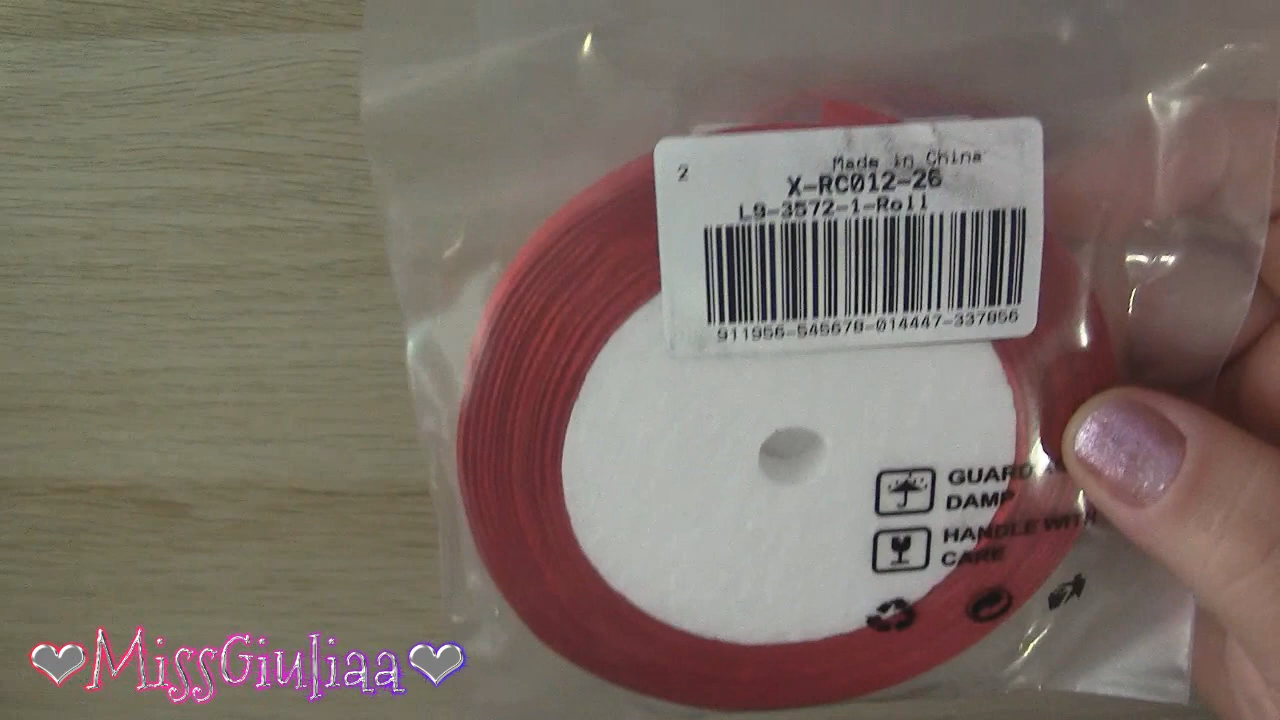 2
Made in China
X-RC012-26
L9-3572-1-Roll
911956-545678-014447-337856
GUARD
DAMP
HANDLE WITH
CARE
❤MissGiuliaa❤